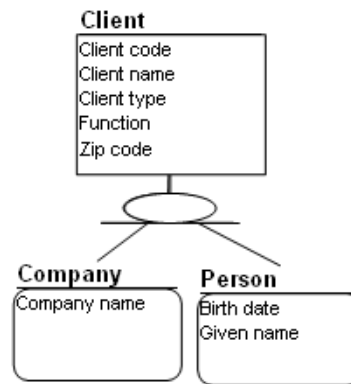 Client
Client code
Client name
Client type
Function
Zip code
Company
Company name
Person
Birth date
Given name